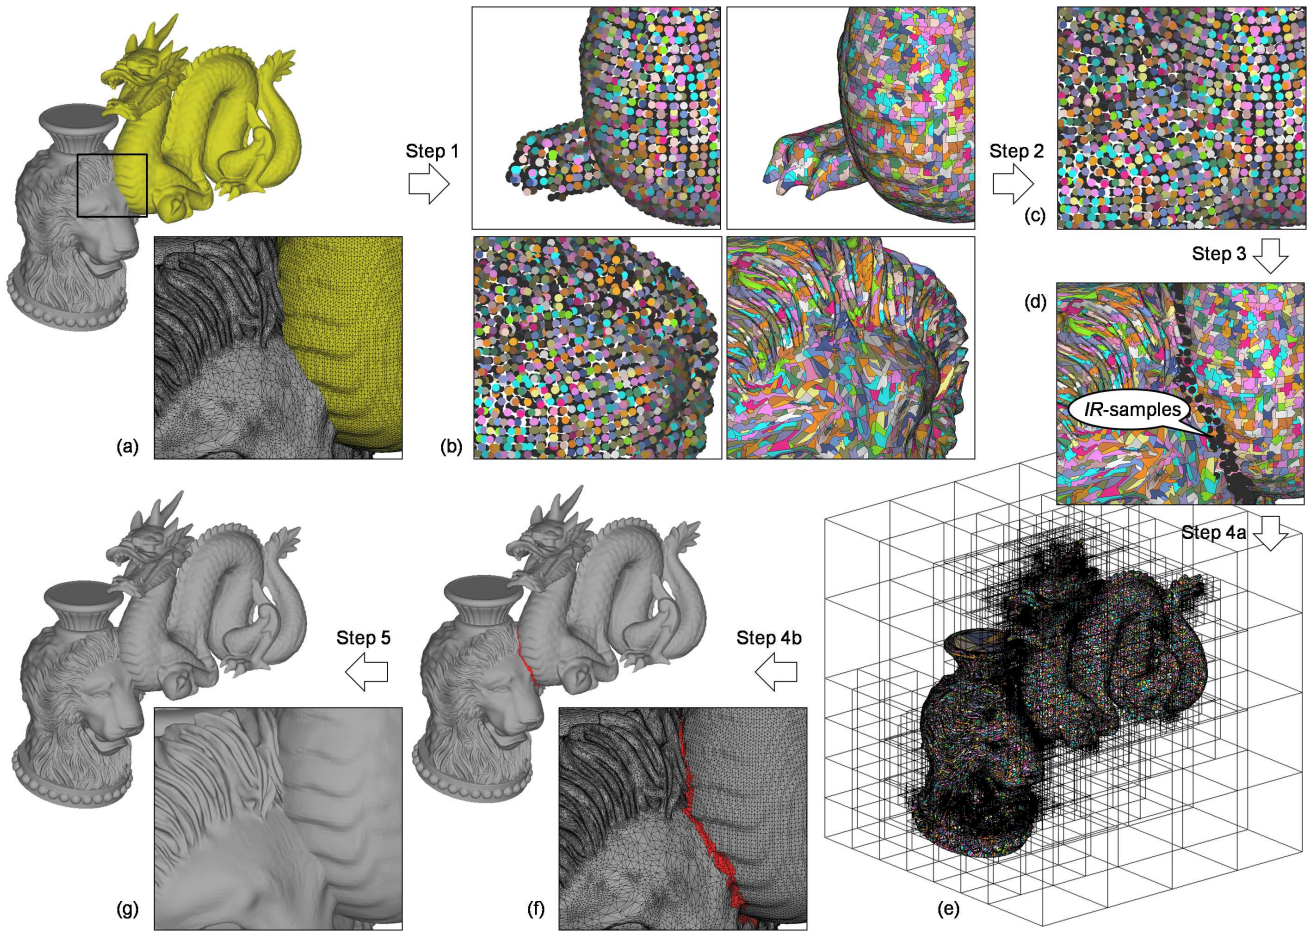 Step 1
Step 2
(c)
Step 3
(d)
IR-samples
(a)
(b)
Step 4a
Step 5
Step 4b
(g)
(f)
(e)